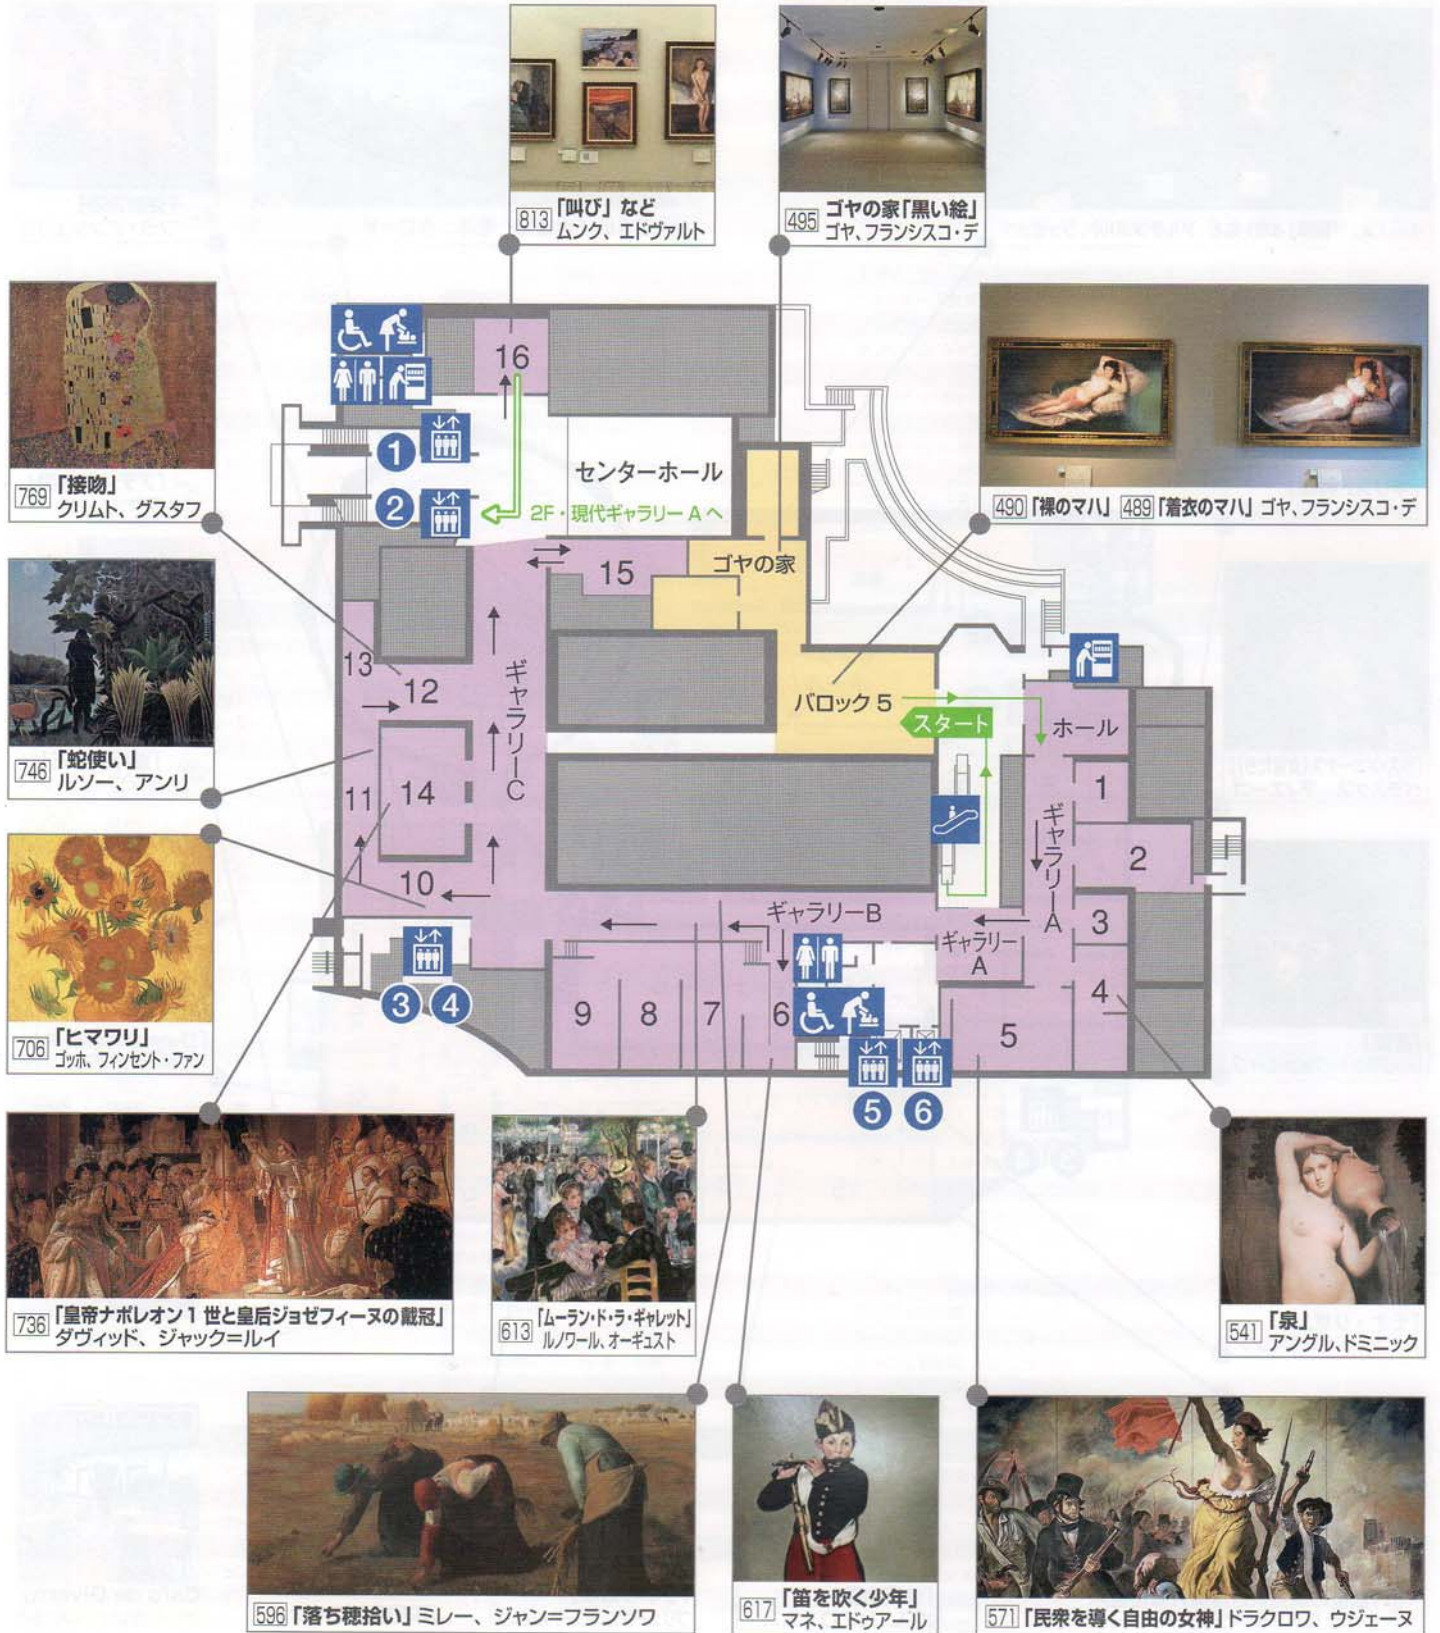 813 「叫び」など
ムンク、エドヴァルト
495 ゴヤの家「黒い絵」
ゴヤ、フランシスコ・デ
769 「接吻」
クリムト、グスタフ
490 「裸のマハ」 489 「着衣のマハ」 ゴヤ、フランシスコ・デ
16
1
2
センターホール
2F・現代ギャラリー A へ
15
ゴヤの家
746 「蛇使い」
ルソー、アンリ
13
12
ギャラリーC
バロック 5
スタート
ホール
11
14
1
ギャラリーA
2
10
ギャラリーB
3
ギャラリー
A
706 「ヒマワリ」
ゴッホ、フィンセント・ファン
3
4
9
8
7
6
5
4
5
6
736 「皇帝ナポレオン1 世と皇后ジョゼフィーヌの戴冠」
ダヴィッド、ジャック=ルイ
613 「ムーラン・ド・ラ・ギャレット」
ルノワール、オーギュスト
541 「泉」
アングル、ドミニック
596 「落ち穂拾い」 ミレー、ジャン=フランソワ
617 「笛を吹く少年」
マネ、エドゥアール
571 「民衆を導く自由の女神」 ドラクロワ、ウジェーヌ